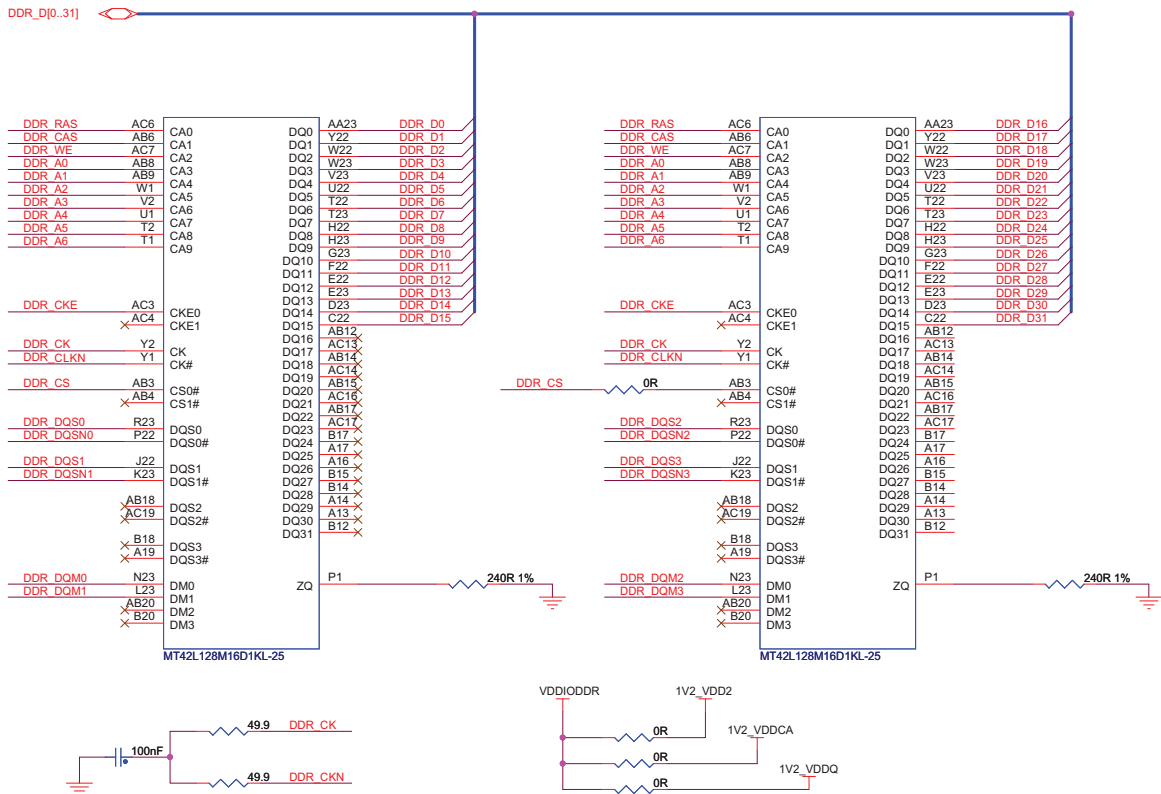 DDR_D[0..31]
DDR_RAS AC6 CA0 DQ0 AA23 DDR_D0
DDR_CAS AB6 CA1 DQ1 Y22 DDR_D1
DDR_WE AC7 CA2 DQ2 W22 DDR_D2
DDR_A0 AB8 CA3 DQ3 W23 DDR_D3
DDR_A1 AB9 CA4 DQ4 V23 DDR_D4
DDR_A2 W1 CA5 DQ5 U22 DDR_D5
DDR_A3 V2 CA6 DQ6 T22 DDR_D6
DDR_A4 U1 CA7 DQ7 T23 DDR_D7
DDR_A5 T2 CA8 DQ8 H22 DDR_D8
DDR_A6 T1 CA9 DQ9 H23 DDR_D9
DQ10 G23 DDR_D10
DQ11 F22 DDR_D11
DQ12 E22 DDR_D12
DQ13 E23 DDR_D13
DDR_CKE AC3 CKE0 DQ14 D23 DDR_D14
AC4 CKE1 DQ15 C22 DDR_D15
DQ16 AB12
DDR_CK Y2 CK DQ17 AC13
DDR_CLKN Y1 CK# DQ18 AB14
DQ19 AC14
DDR_CS AB3 CS0# DQ20 AB15
AB4 CS1# DQ21 AC16
DQ22 AB17
DDR_DQS0 R23 DQS0 DQ23 AC17
DDR_DQSN0 P22 DQS0# DQ24 B17
DQ25 A17
DDR_DQS1 J22 DQS1 DQ26 A16
DDR_DQSN1 K23 DQS1# DQ27 B15
DQ28 B14
AB18 DQS2 DQ29 A14
AC19 DQS2# DQ30 A13
DQ31 B12
B18 DQS3
A19 DQS3#
DDR_DQM0 N23 DM0 ZQ P1 240R 1%
DDR_DQM1 L23 DM1
AB20 DM2
B20 DM3
MT42L128M16D1KL-25
DDR_RAS AC6 CA0 DQ0 AA23 DDR_D16
DDR_CAS AB6 CA1 DQ1 Y22 DDR_D17
DDR_WE AC7 CA2 DQ2 W22 DDR_D18
DDR_A0 AB8 CA3 DQ3 W23 DDR_D19
DDR_A1 AB9 CA4 DQ4 V23 DDR_D20
DDR_A2 W1 CA5 DQ5 U22 DDR_D21
DDR_A3 V2 CA6 DQ6 T22 DDR_D22
DDR_A4 U1 CA7 DQ7 T23 DDR_D23
DDR_A5 T2 CA8 DQ8 H22 DDR_D24
DDR_A6 T1 CA9 DQ9 H23 DDR_D25
DQ10 G23 DDR_D26
DQ11 F22 DDR_D27
DQ12 E22 DDR_D28
DQ13 E23 DDR_D29
DDR_CKE AC3 CKE0 DQ14 D23 DDR_D30
AC4 CKE1 DQ15 C22 DDR_D31
DQ16 AB12
DDR_CK Y2 CK DQ17 AC13
DDR_CLKN Y1 CK# DQ18 AB14
DQ19 AC14
DDR_CS 0R AB3 CS0# DQ20 AB15
AB4 CS1# DQ21 AC16
DQ22 AB17
DDR_DQS2 R23 DQS0 DQ23 AC17
DDR_DQSN2 P22 DQS0# DQ24 B17
DQ25 A17
DDR_DQS3 J22 DQS1 DQ26 A16
DDR_DQSN3 K23 DQS1# DQ27 B15
DQ28 B14
AB18 DQS2 DQ29 A14
AC19 DQS2# DQ30 A13
DQ31 B12
B18 DQS3
A19 DQS3#
DDR_DQM2 N23 DM0 ZQ P1 240R 1%
DDR_DQM3 L23 DM1
AB20 DM2
B20 DM3
MT42L128M16D1KL-25
49.9 DDR_CK
100nF
49.9 DDR_CKN
VDDIODDR 1V2_VDD2
0R 1V2_VDDCA
0R 1V2_VDDQ
0R